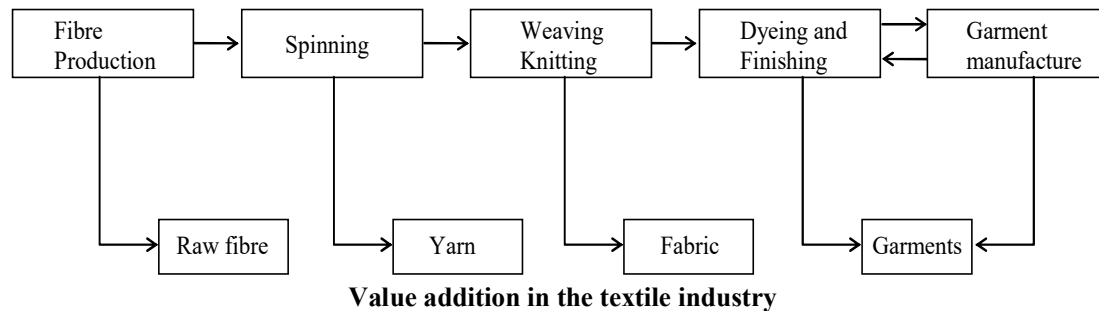 Fibre
Production
Spinning
Weaving
Knitting
Dyeing and
Finishing
Garment
manufacture
Raw fibre
Yarn
Fabric
Garments
Value addition in the textile industry